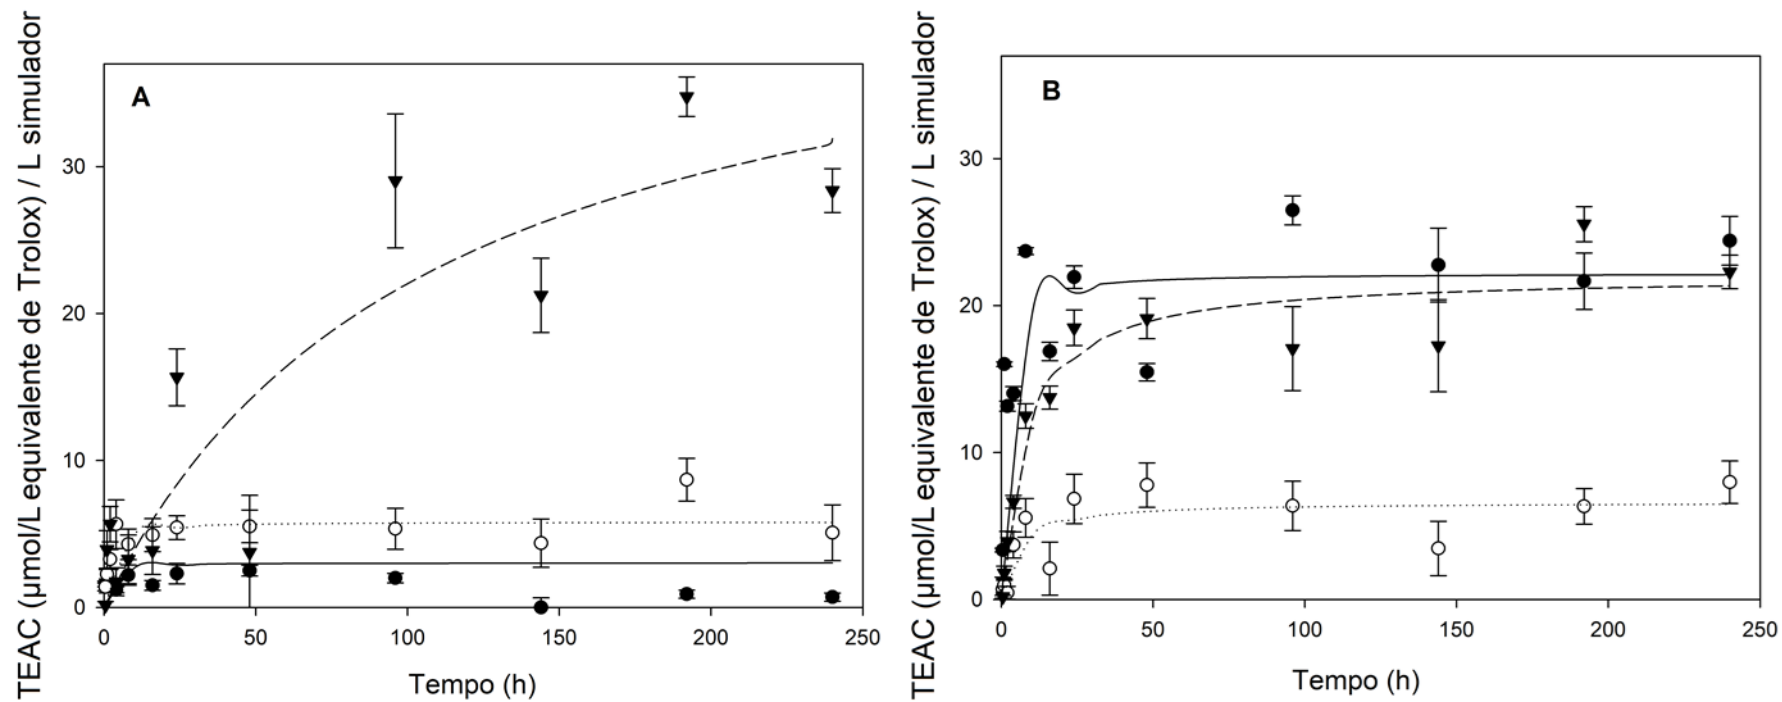 TEAC (µmol/L equivalente de Trolox) / L simulador
A
30
20
10
0
0 50 100 150 200 250
Tempo (h)
TEAC (µmol/L equivalente de Trolox) / L simulador
B
30
20
10
0
0 50 100 150 200 250
Tempo (h)